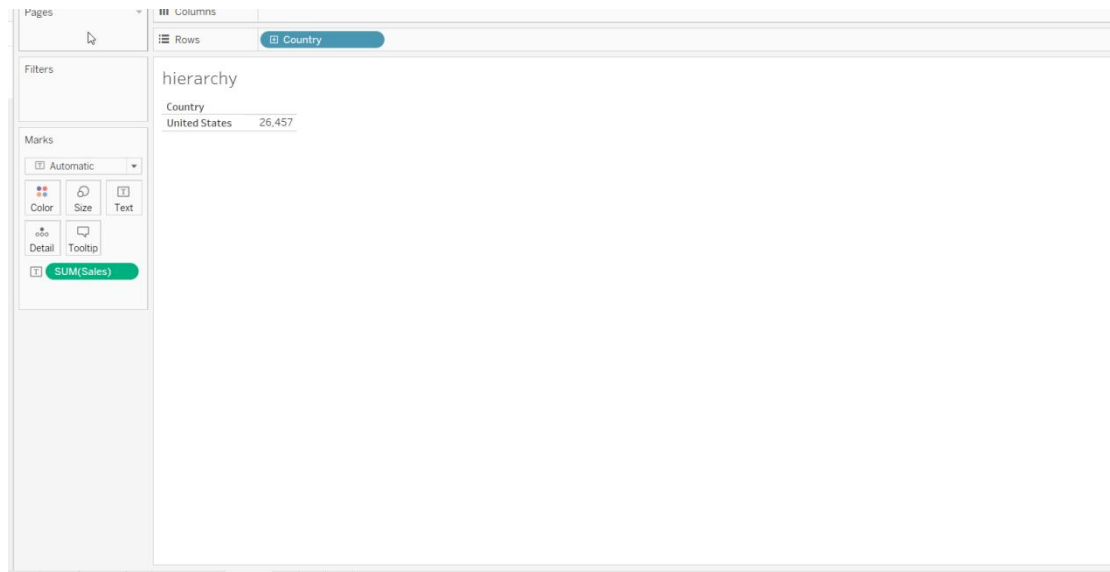 Pages
Columns
Rows
Country
Filters
hierarchy
Country
United States 26,457
Marks
Automatic
Color Size Text
Detail Tooltip
SUM(Sales)